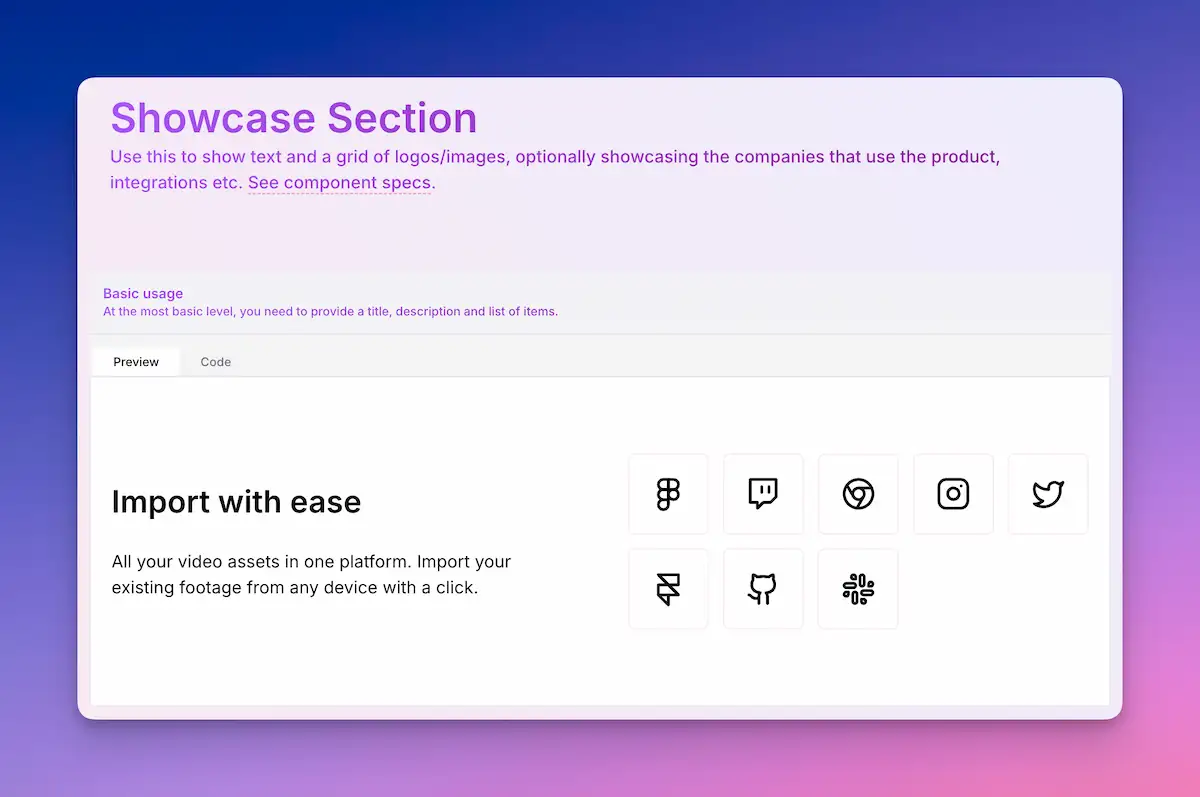 Showcase Section
Use this to show text and a grid of logos/images, optionally showcasing the companies that use the product,
integrations etc. See component specs.
Basic usage
At the most basic level, you need to provide a title, description and list of items.
Preview
Code
Import with ease
All your video assets in one platform. Import your
existing footage from any device with a click.